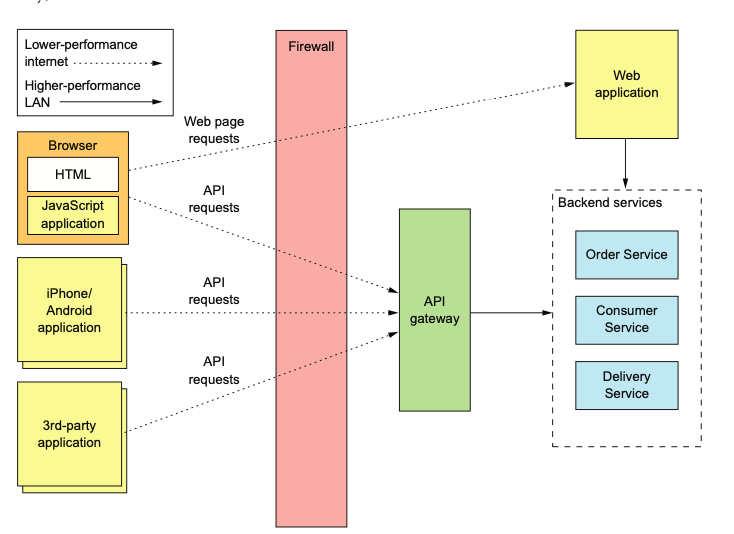 Lower-performance
internet
Higher-performance
LAN
Firewall
Web
application
Web page
requests
Browser
HTML
JavaScript
application
API
requests
Backend services
Order Service
Consumer
Service
Delivery
Service
iPhone/
Android
application
API
requests
API
gateway
3rd-party
application
API
requests